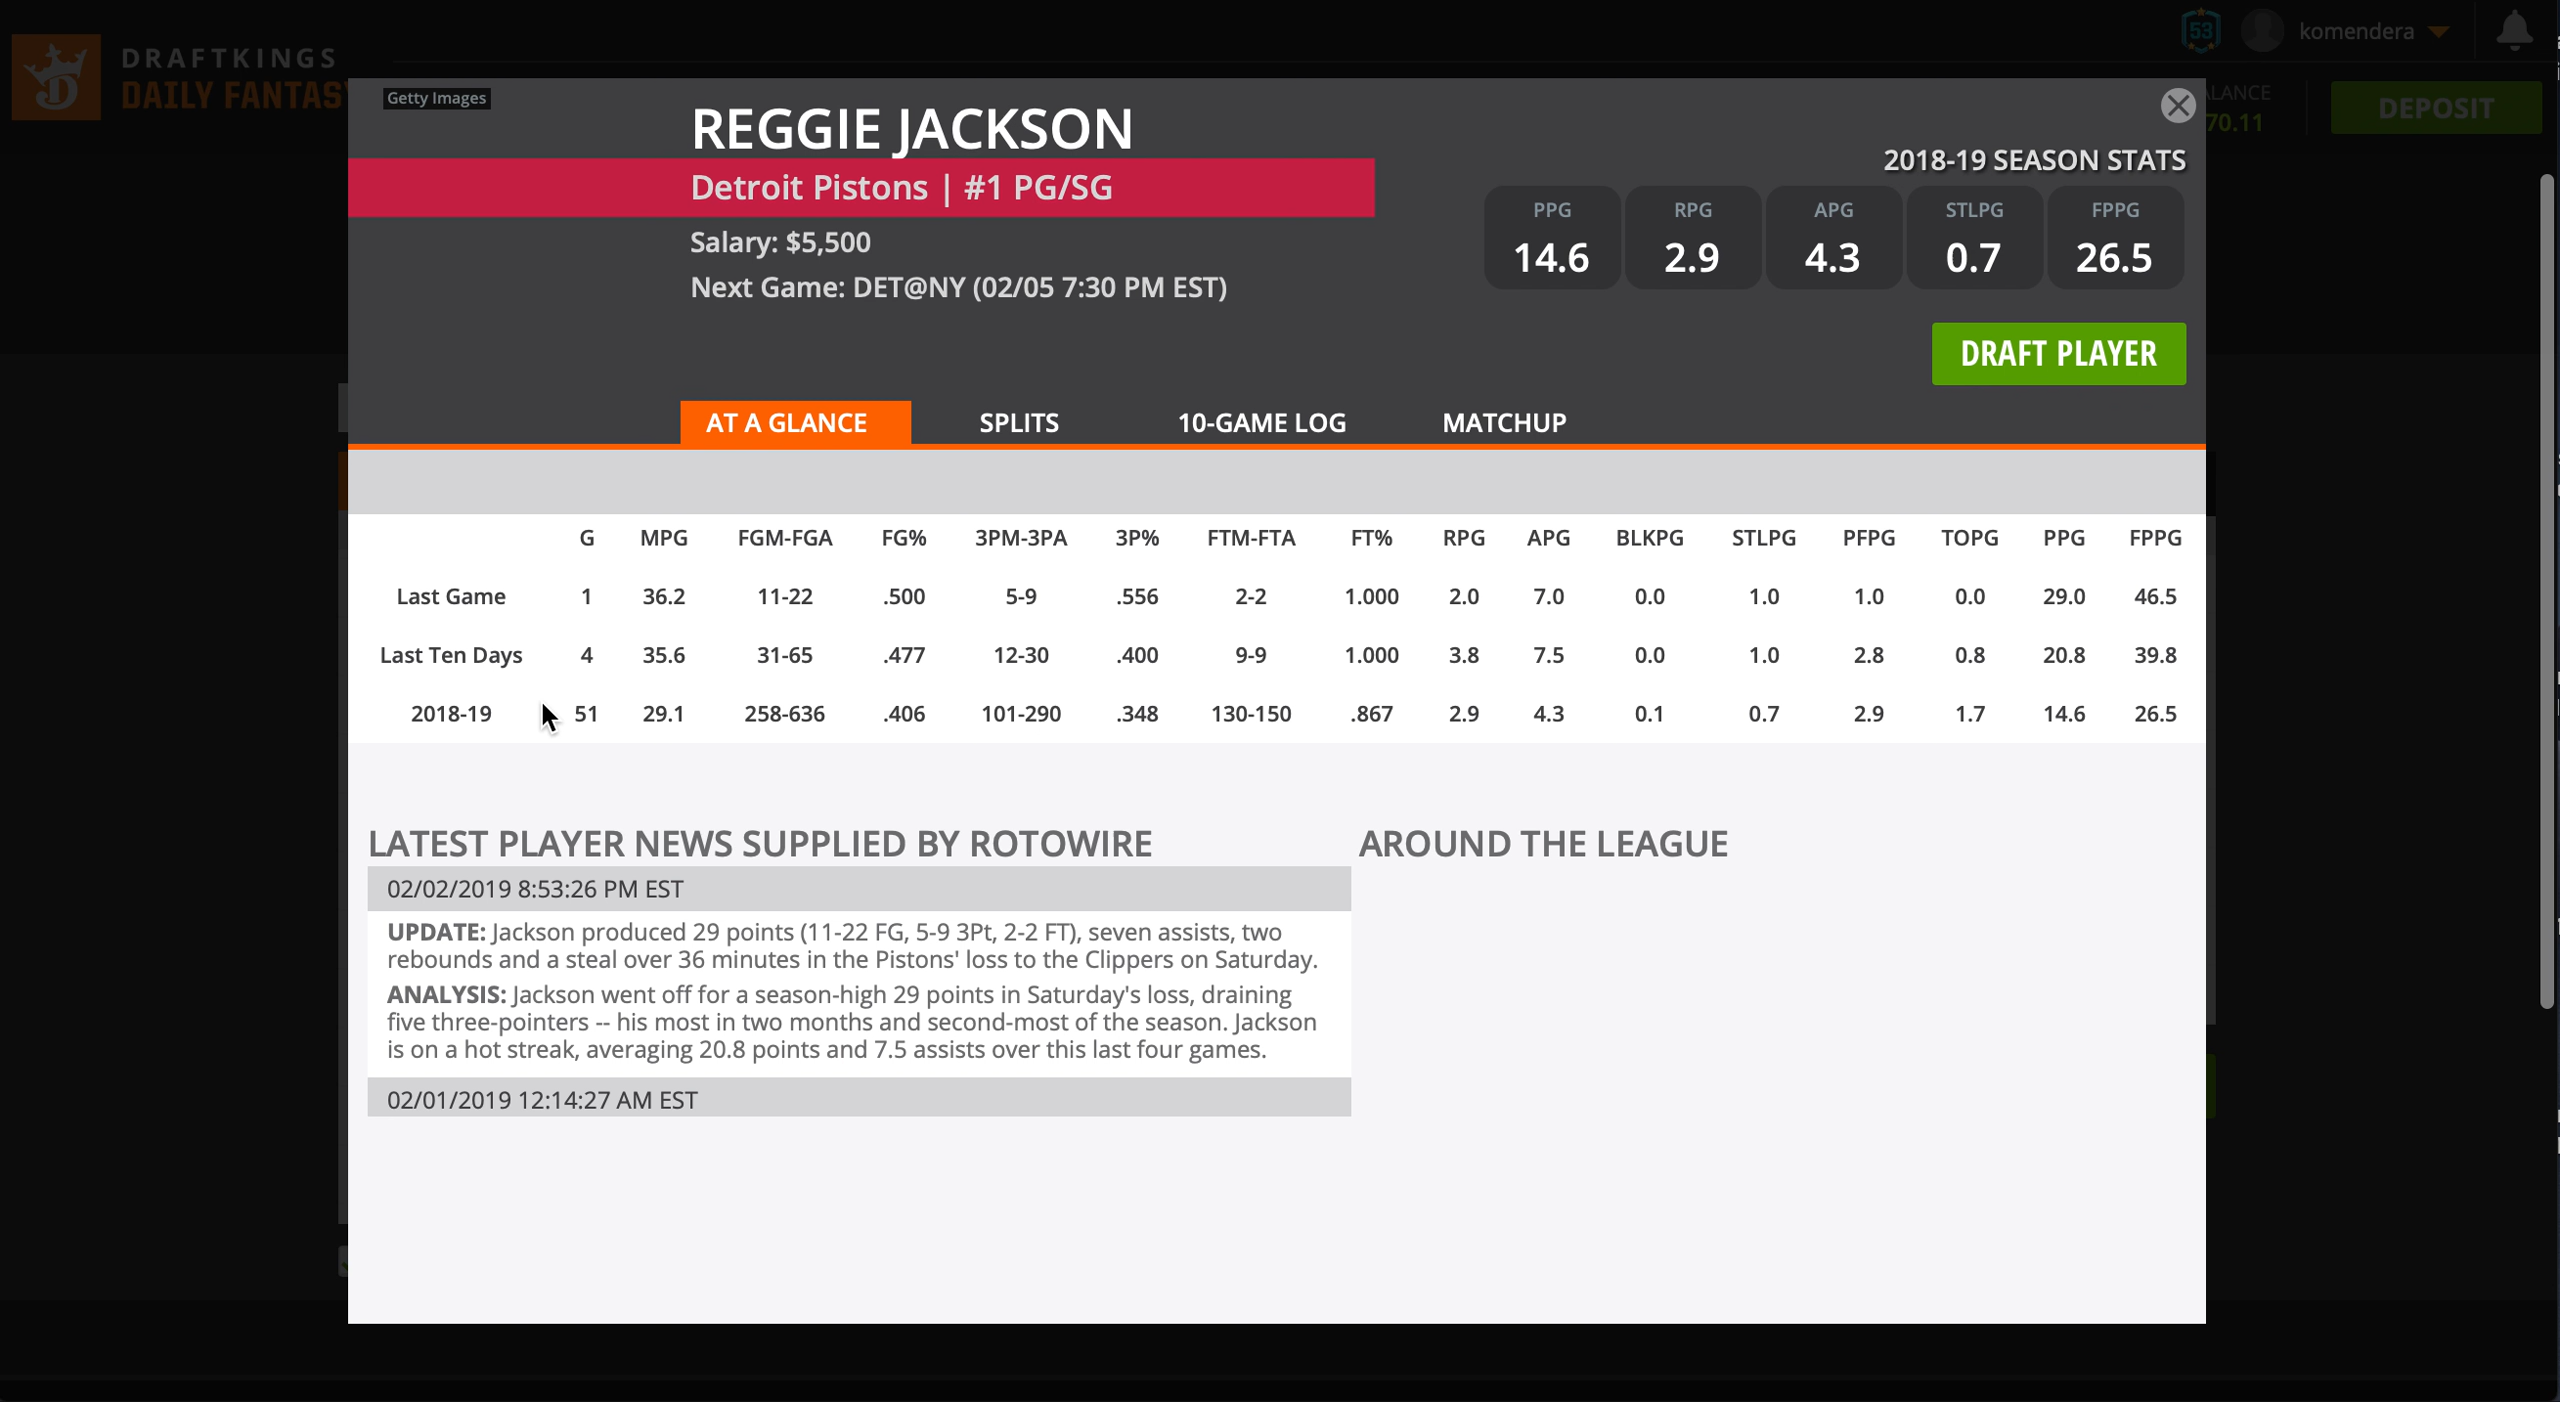 DRAFTKINGS
DAILY FANTAS
53
komendera
LANCE
70.11
DEPOSIT
Getty Images
REGGIE JACKSON
Detroit Pistons | #1 PG/SG
Salary: $5,500
Next Game: DET@NY (02/05 7:30 PM EST)
2018-19 SEASON STATS
PPG RPG APG STLPG FPPG
14.6 2.9 4.3 0.7 26.5
DRAFT PLAYER
AT A GLANCE SPLITS 10-GAME LOG MATCHUP
G MPG FGM-FGA FG% 3PM-3PA 3P% FTM-FTA FT% RPG APG BLKPG STLPG PFPG TOPG PPG FPPG
Last Game 1 36.2 11-22 .500 5-9 .556 2-2 1.000 2.0 7.0 0.0 1.0 1.0 0.0 29.0 46.5
Last Ten Days 4 35.6 31-65 .477 12-30 .400 9-9 1.000 3.8 7.5 0.0 1.0 2.8 0.8 20.8 39.8
2018-19 51 29.1 258-636 .406 101-290 .348 130-150 .867 2.9 4.3 0.1 0.7 2.9 1.7 14.6 26.5
LATEST PLAYER NEWS SUPPLIED BY ROTOWIRE
02/02/2019 8:53:26 PM EST
UPDATE: Jackson produced 29 points (11-22 FG, 5-9 3Pt, 2-2 FT), seven assists, two
rebounds and a steal over 36 minutes in the Pistons' loss to the Clippers on Saturday.
ANALYSIS: Jackson went off for a season-high 29 points in Saturday's loss, draining
five three-pointers -- his most in two months and second-most of the season. Jackson
is on a hot streak, averaging 20.8 points and 7.5 assists over this last four games.
02/01/2019 12:14:27 AM EST
AROUND THE LEAGUE